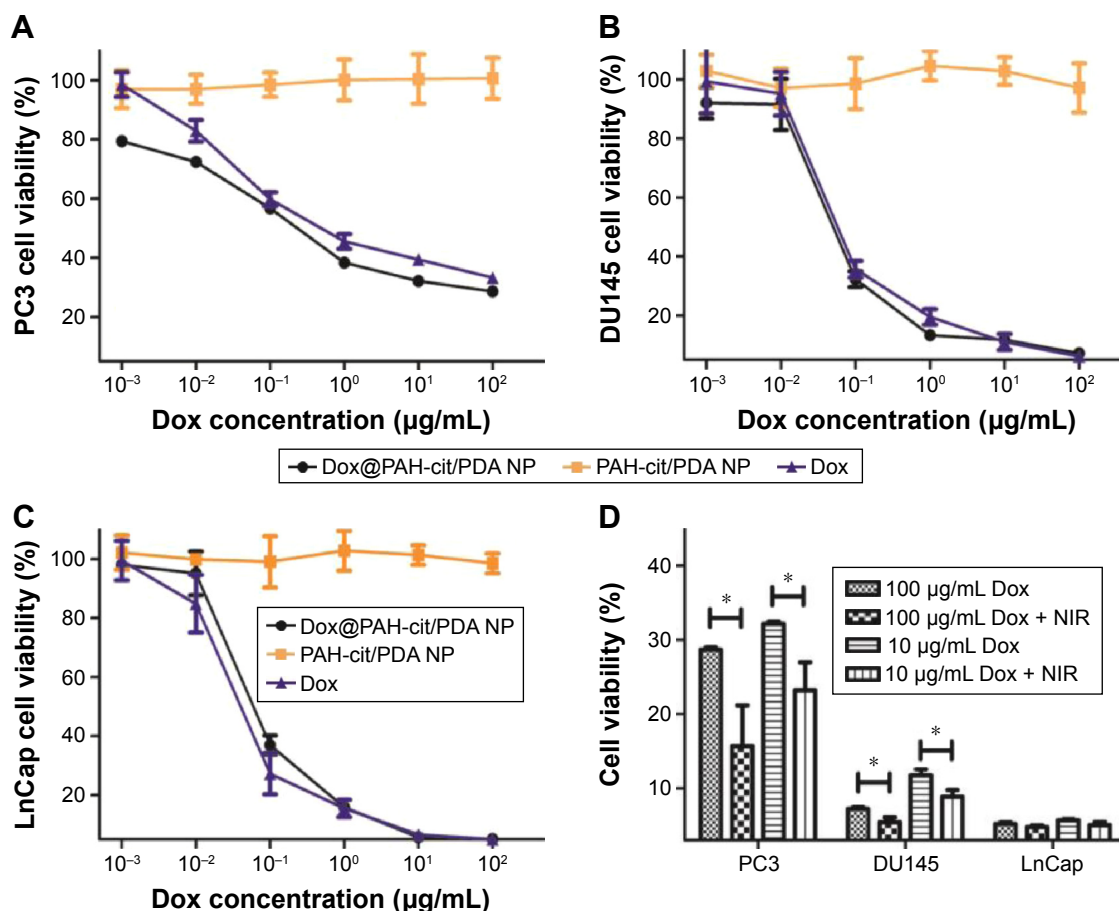 A
PC3 cell viability (%)
100
80
60
40
20
10⁻³ 10⁻² 10⁻¹ 10⁰ 10¹ 10²
Dox concentration (µg/mL)
B
DU145 cell viability (%)
100
80
60
40
20
10⁻³ 10⁻² 10⁻¹ 10⁰ 10¹ 10²
Dox concentration (µg/mL)
Dox@PAH-cit/PDA NP PAH-cit/PDA NP Dox
C
LnCap cell viability (%)
100
80
60
40
20
10⁻³ 10⁻² 10⁻¹ 10⁰ 10¹ 10²
Dox concentration (µg/mL)
Dox@PAH-cit/PDA NP
PAH-cit/PDA NP
Dox
D
Cell viability (%)
40
30
20
10
* *
* *
100 µg/mL Dox
100 µg/mL Dox + NIR
10 µg/mL Dox
10 µg/mL Dox + NIR
PC3 DU145 LnCap